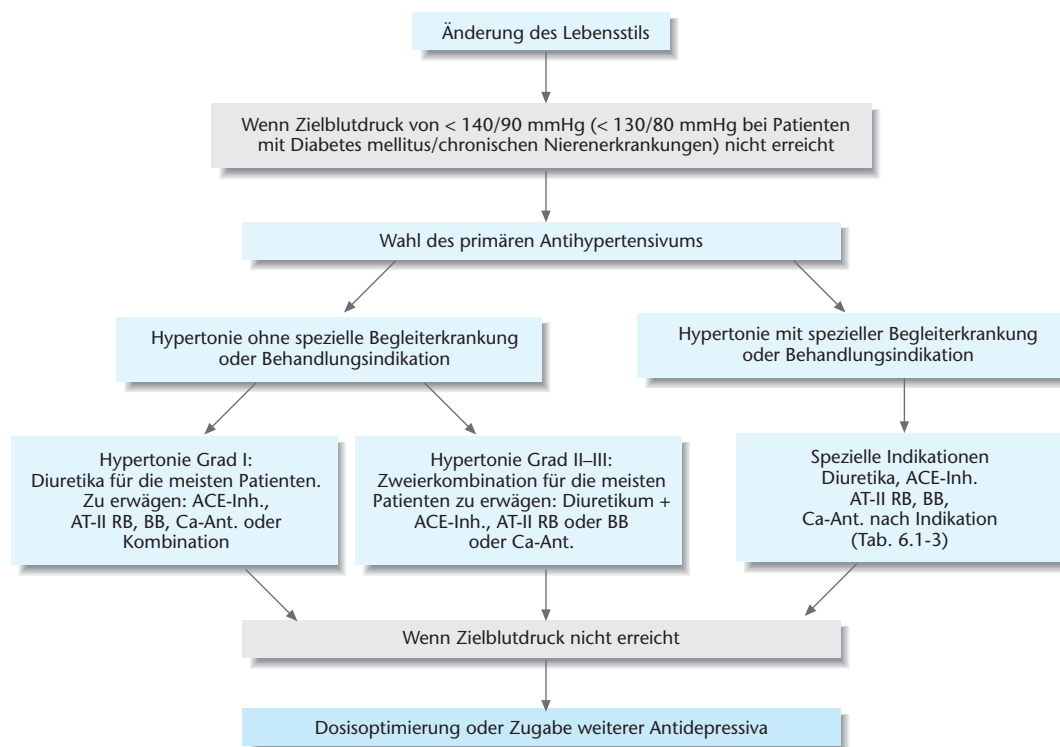 Änderung des Lebensstils
Wenn Zielblutdruck von < 140/90 mmHg (< 130/80 mmHg bei Patienten
mit Diabetes mellitus/chronischen Nierenerkrankungen) nicht erreicht
Wahl des primären Antihypertensivums
Hypertonie ohne spezielle Begleiterkrankung
oder Behandlungsindikation
Hypertonie mit spezieller Begleiterkrankung
oder Behandlungsindikation
Hypertonie Grad I:
Diuretika für die meisten Patienten.
Zu erwägen: ACE-Inh.,
AT-II RB, BB, Ca-Ant. oder
Kombination
Hypertonie Grad II–III:
Zweierkombination für die meisten
Patienten zu erwägen: Diuretikum +
ACE-Inh., AT-II RB oder BB
oder Ca-Ant.
Spezielle Indikationen
Diuretika, ACE-Inh.
AT-II RB, BB,
Ca-Ant. nach Indikation
(Tab. 6.1-3)
Wenn Zielblutdruck nicht erreicht
Dosisoptimierung oder Zugabe weiterer Antidepressiva